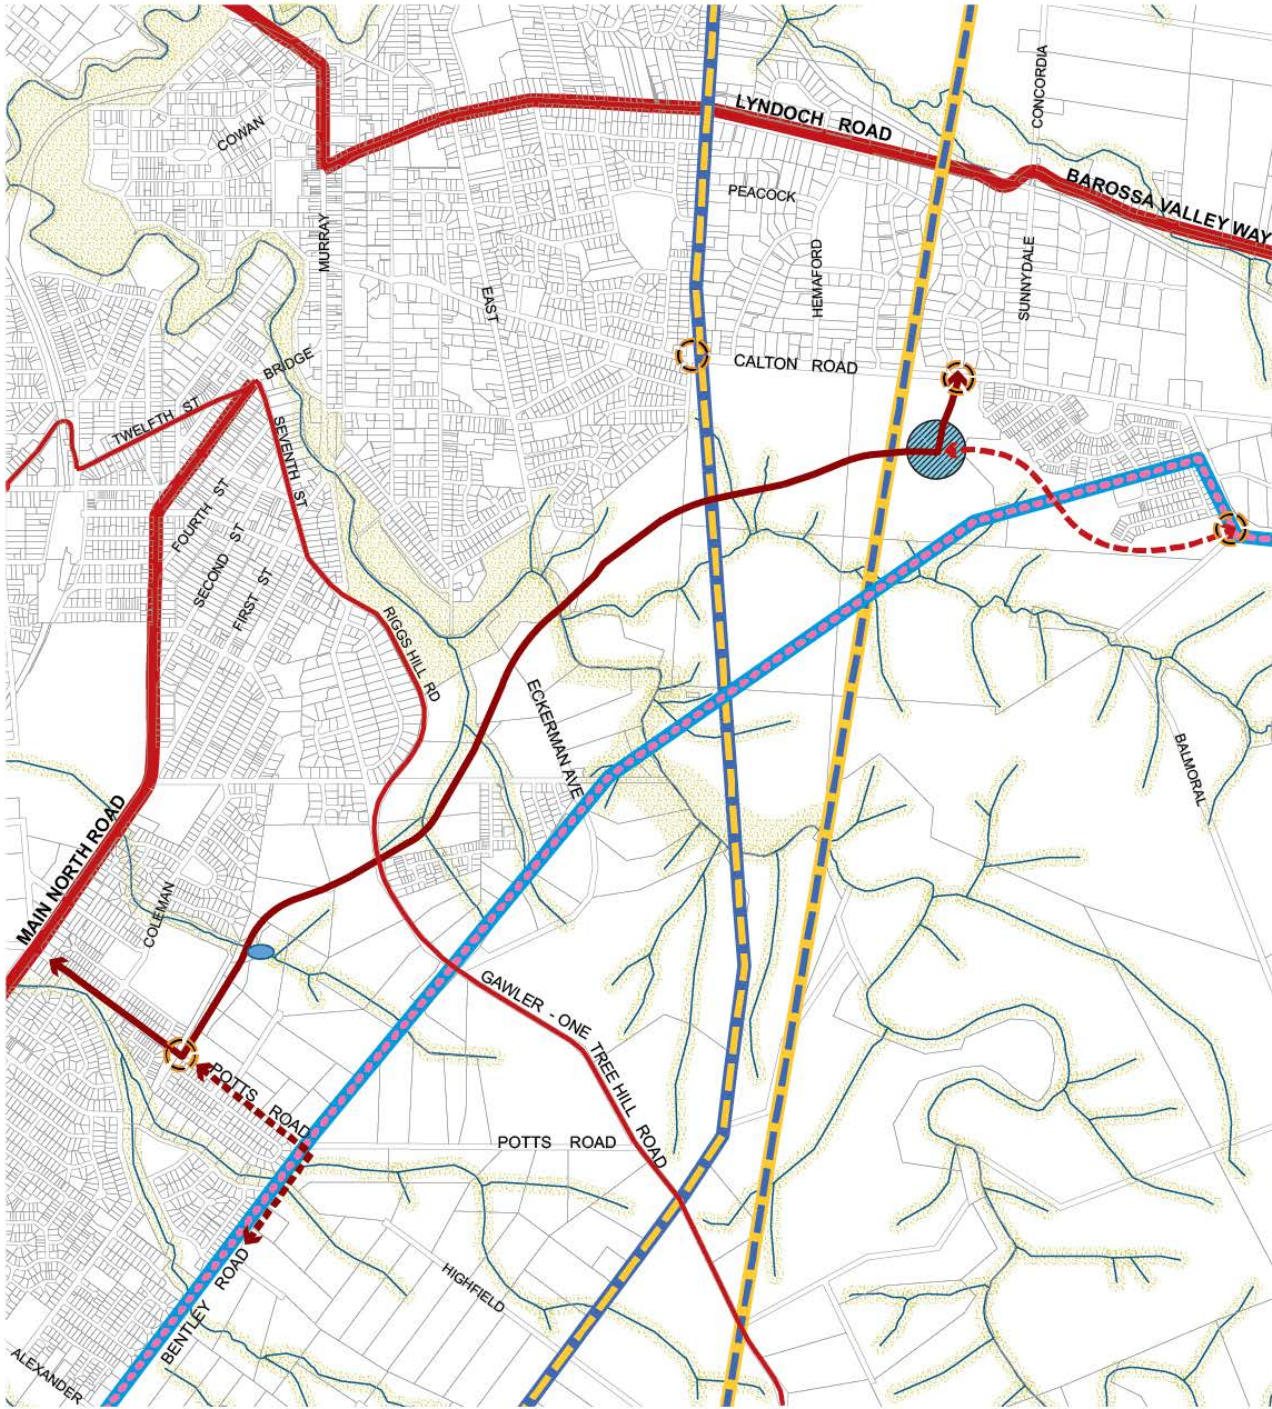 CONCORDIA
LYNDOCH ROAD
COWAN
BAROSSA VALLEY WAY
PEACOCK
MURRAY
HEMAFORD
SUNNYDALE
EAST
BRIDGE
CALTON ROAD
TWELFTH ST
SEVENTH ST
FOURTH ST
SECOND ST
FIRST ST
RIGGS HILL RD
ECKERMAN AVE
BALMORAL
MAIN NORTH ROAD
COLEMAN
GAWLER - ONE TREE HILL ROAD
POTTS ROAD
POTTS ROAD
BENTLEY ROAD
HIGHFIELD
ALEXANDER